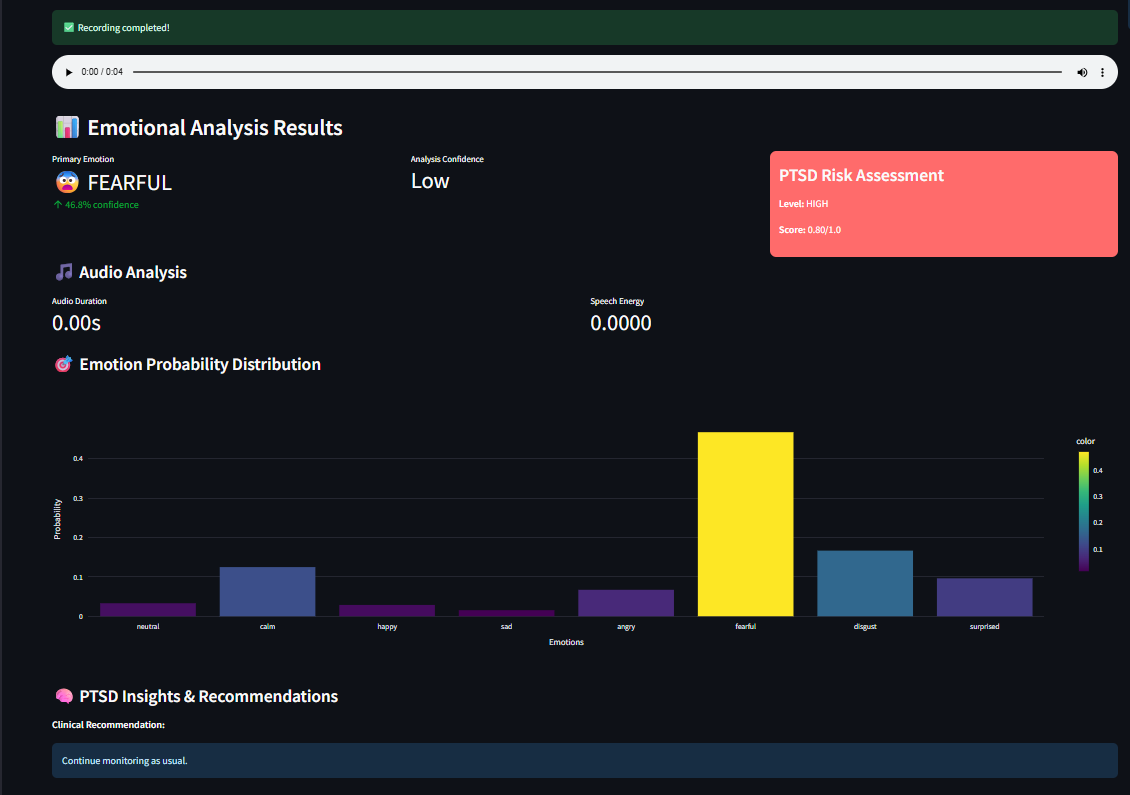 ✅ Recording completed!
0:00 / 0:04
📊 Emotional Analysis Results
Primary Emotion
😨 FEARFUL
↑ 46.8% confidence
Analysis Confidence
Low
PTSD Risk Assessment
Level: HIGH
Score: 0.80/1.0
🎵 Audio Analysis
Audio Duration
0.00s
Speech Energy
0.0000
🎯 Emotion Probability Distribution
Probability
0.4
0.3
0.2
0.1
0
neutral calm happy sad angry fearful disgust surprised
Emotions
color
0.4
0.3
0.2
0.1
🧠 PTSD Insights & Recommendations
Clinical Recommendation:
Continue monitoring as usual.